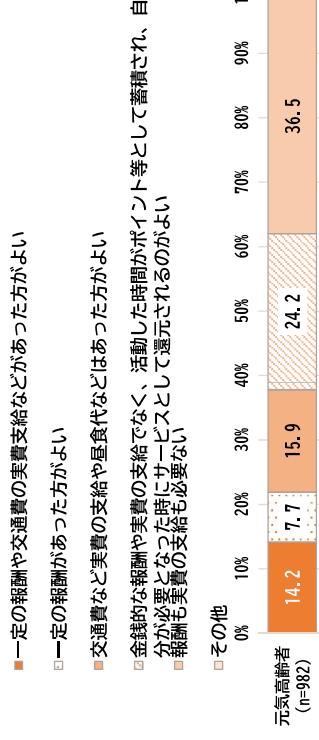 一定の報酬や交通費の実費支給などがあった方がよい
一定の報酬があった方がよい
交通費など実費の支給や昼食代などはあった方がよい
金銭的な報酬や実費の支給でなく、活動した時間がポイント等として蓄積され、自
分が必要となった時にサービスとして還元されるのがよい
報酬も実費の支給も必要ない
その他
0%
10%
20%
30%
40%
50%
60%
70%
80%
90%
元気高齢者
(n=982)
14.2
7.7
15.9
24.2
36.5